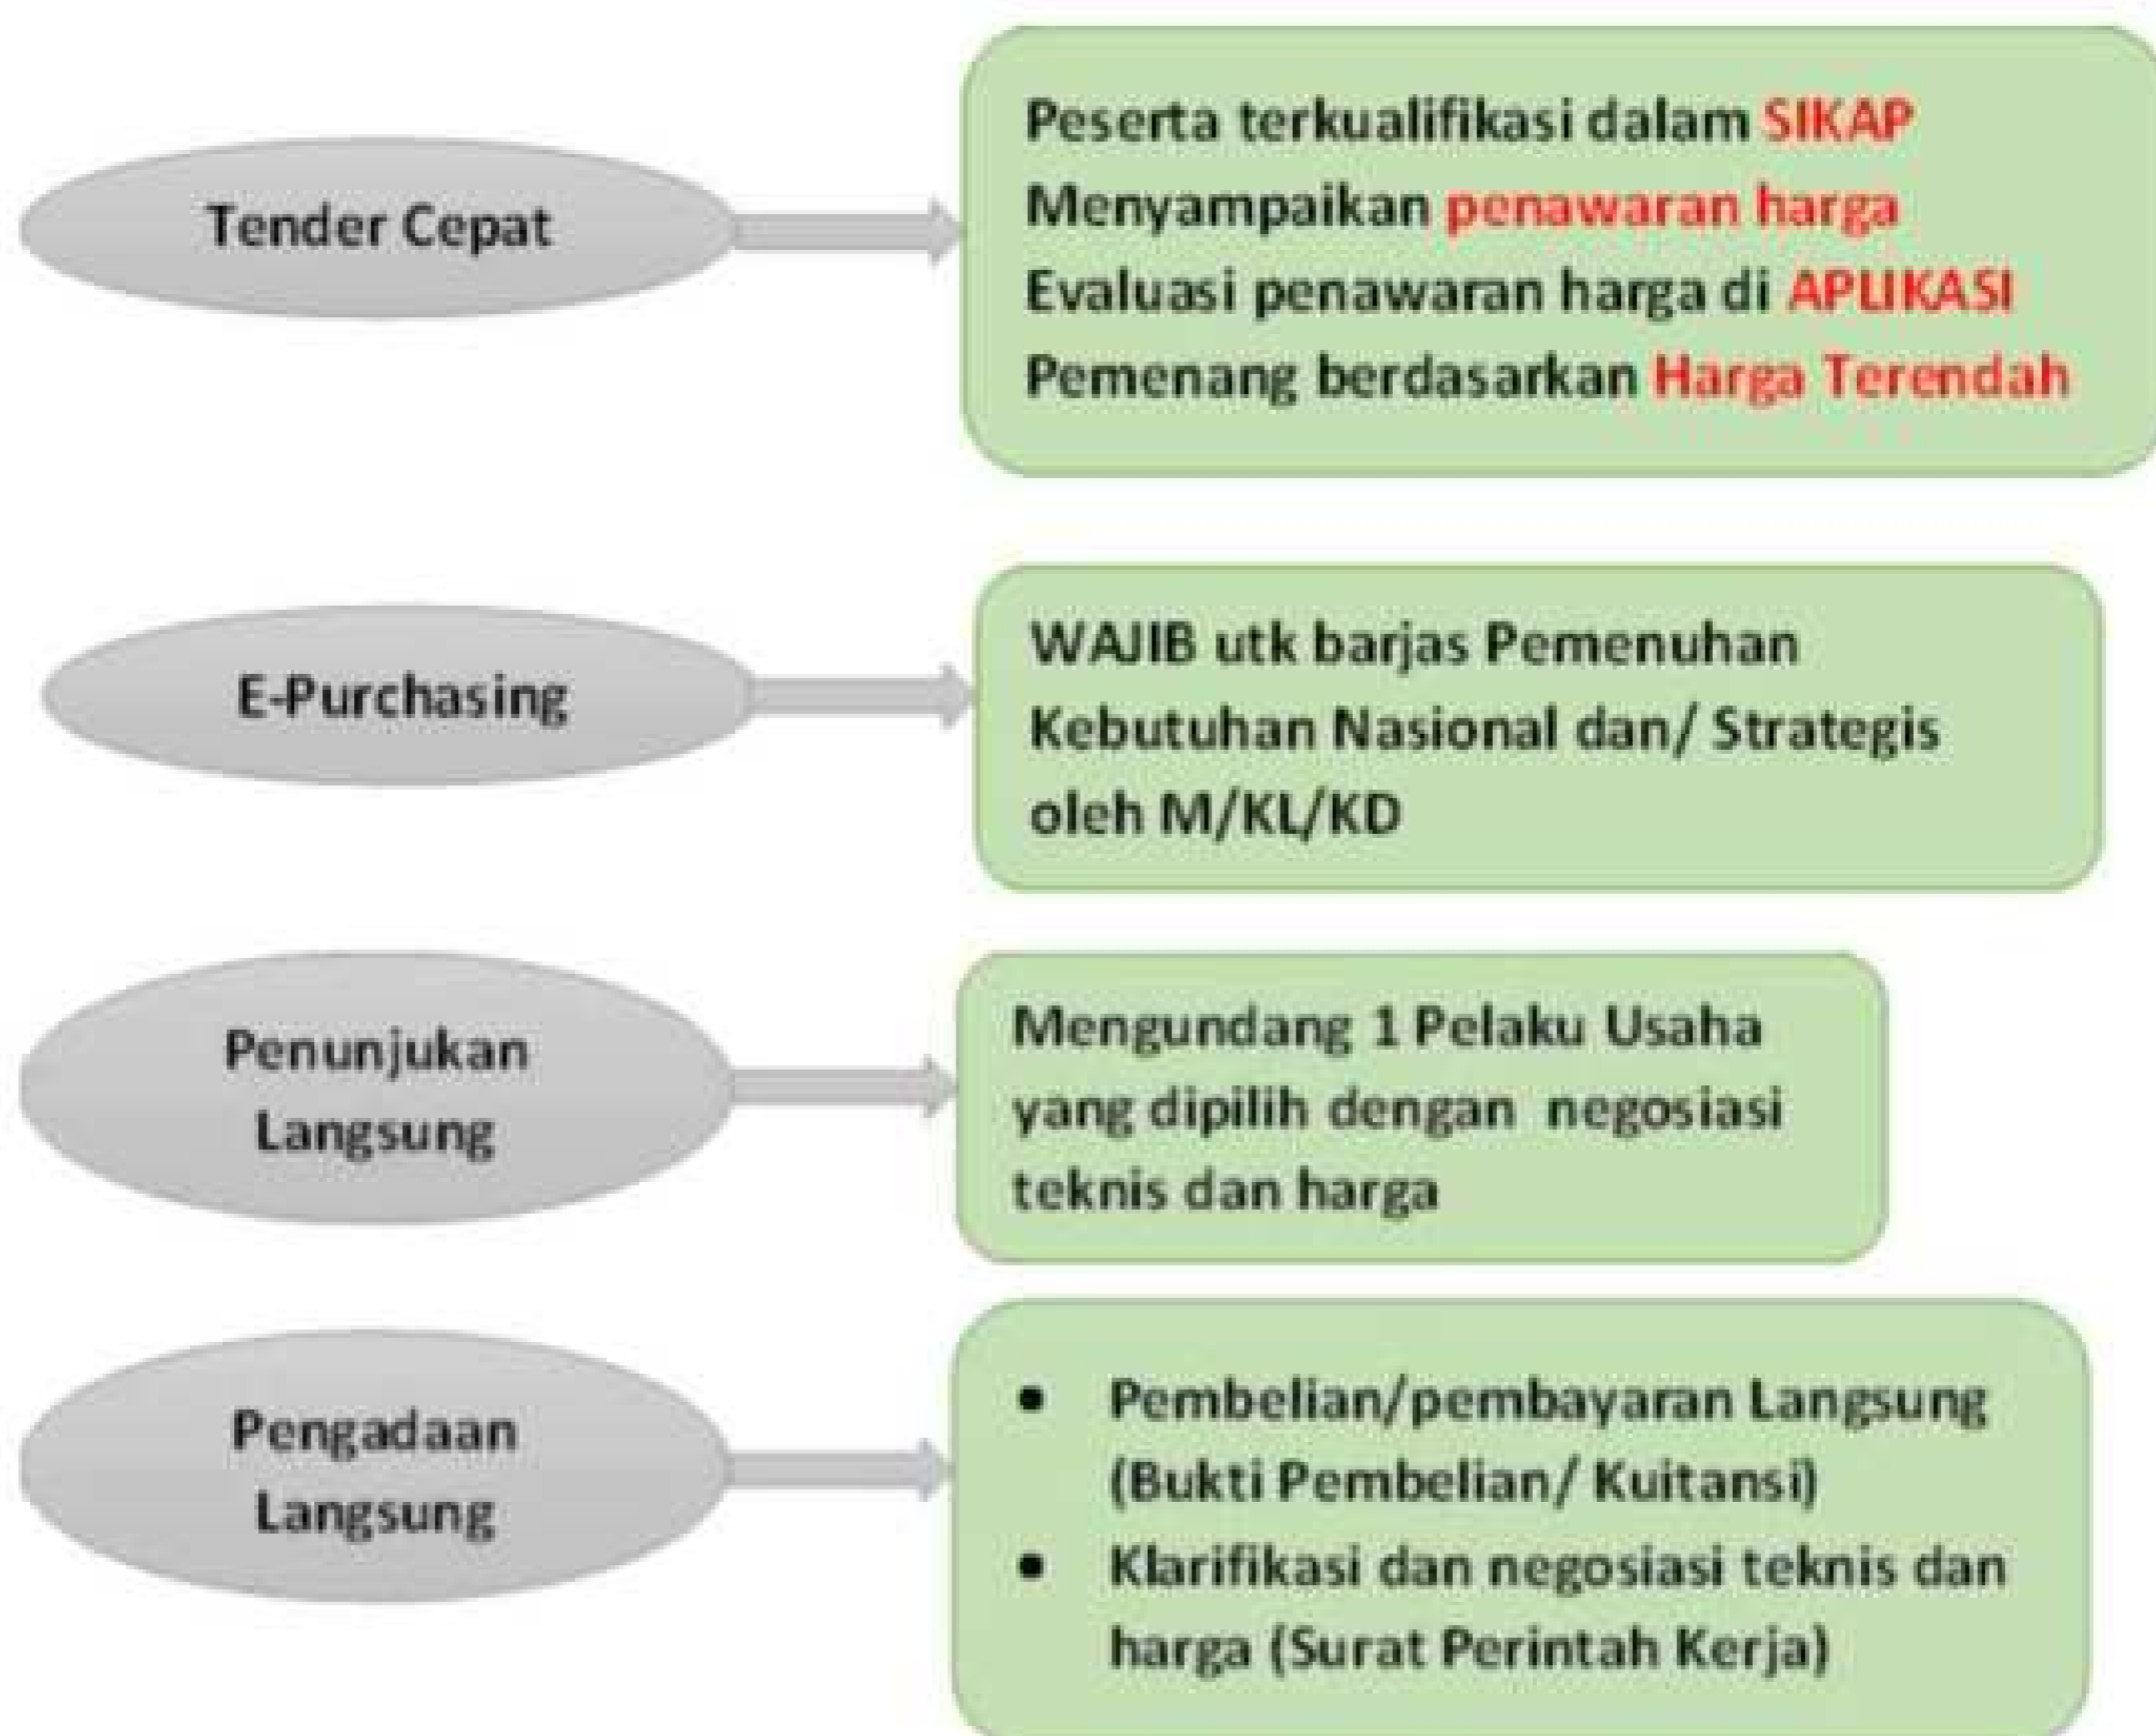 Tender Cepat
Peserta terkualifikasi dalam SIKAP
Menyampaikan penawaran harga
Evaluasi penawaran harga di APLIKASI
Pemenang berdasarkan Harga Terendah
E-Purchasing
WAJIB utk barjas Pemenuhan
Kebutuhan Nasional dan/ Strategis
oleh M/KL/KD
Penunjukan
Langsung
Mengundang 1 Pelaku Usaha
yang dipilih dengan negosiasi
teknis dan harga
Pengadaan
Langsung
• Pembelian/pembayaran Langsung
(Bukti Pembelian/ Kuitansi)
• Klarifikasi dan negosiasi teknis dan
harga (Surat Perintah Kerja)